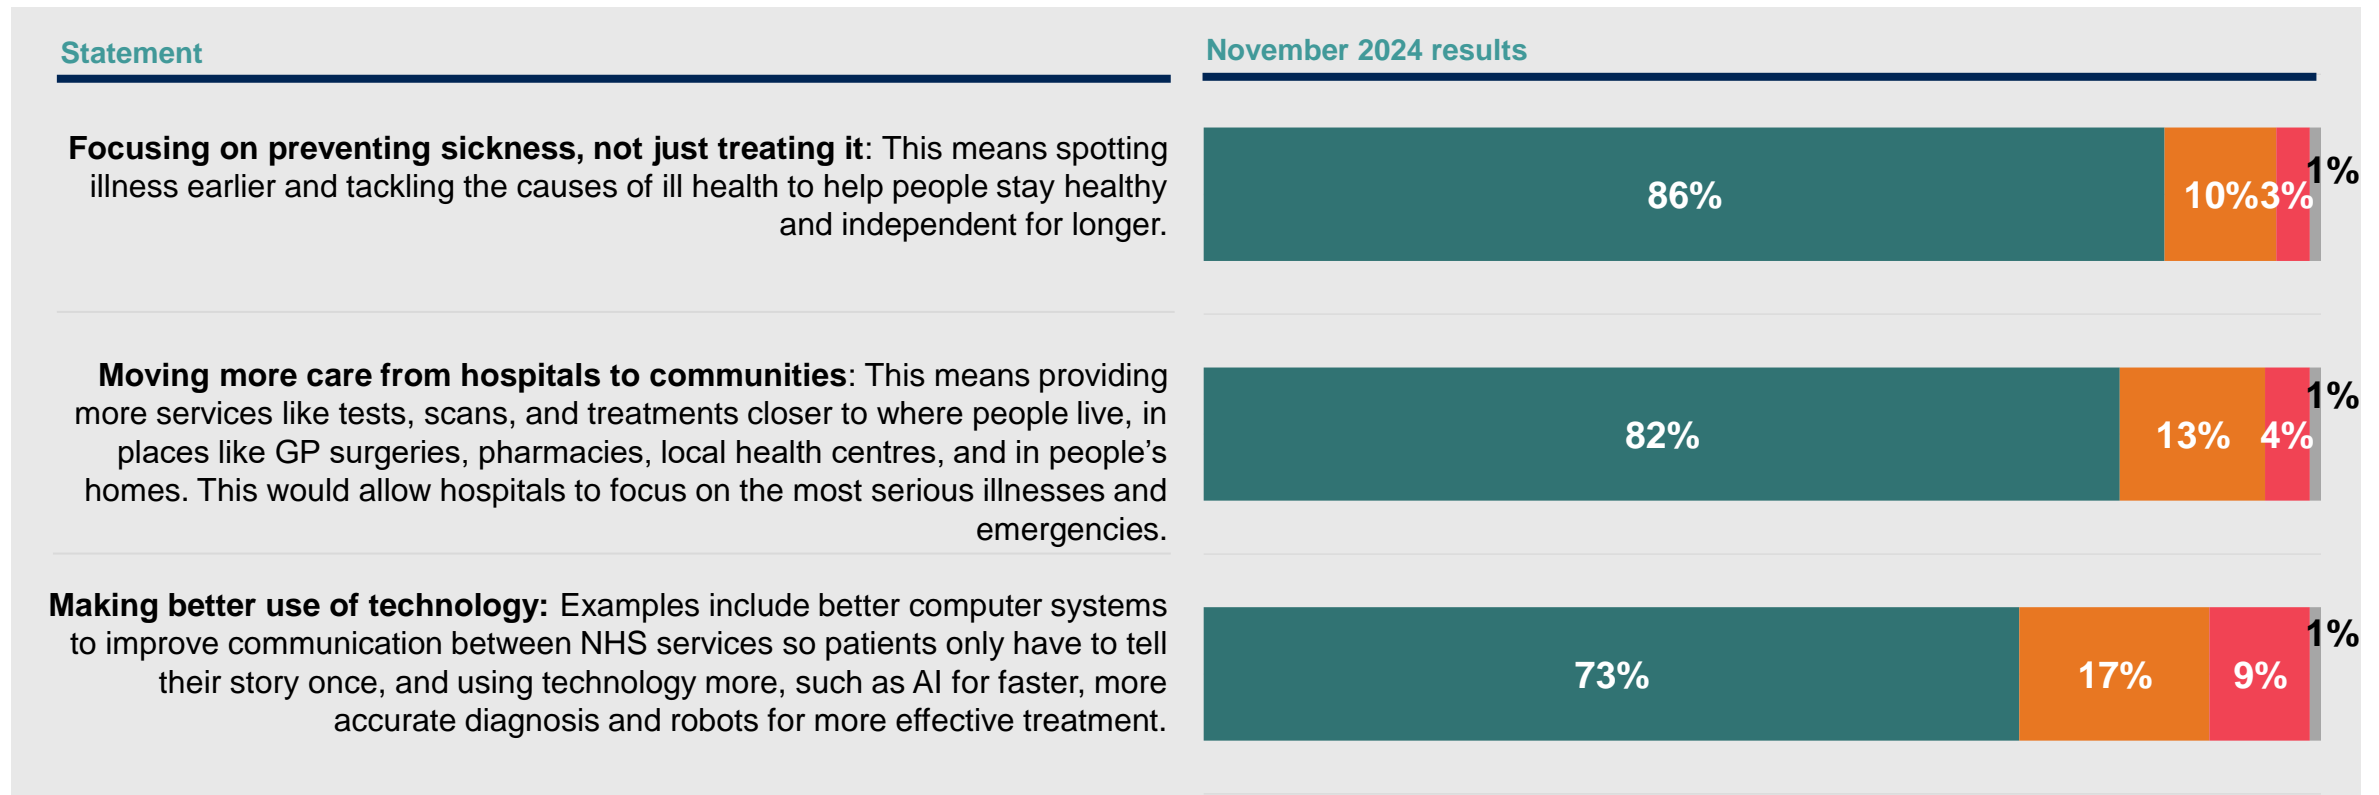 Statement
November 2024 results
Focusing on preventing sickness, not just treating it: This means spotting
illness earlier and tackling the causes of ill health to help people stay healthy
and independent for longer.
86%
10%
3%
1%
Moving more care from hospitals to communities: This means providing
more services like tests, scans, and treatments closer to where people live, in
places like GP surgeries, pharmacies, local health centres, and in people’s
homes. This would allow hospitals to focus on the most serious illnesses and
emergencies.
82%
13%
4%
1%
Making better use of technology: Examples include better computer systems
to improve communication between NHS services so patients only have to tell
their story once, and using technology more, such as AI for faster, more
accurate diagnosis and robots for more effective treatment.
73%
17%
9%
1%